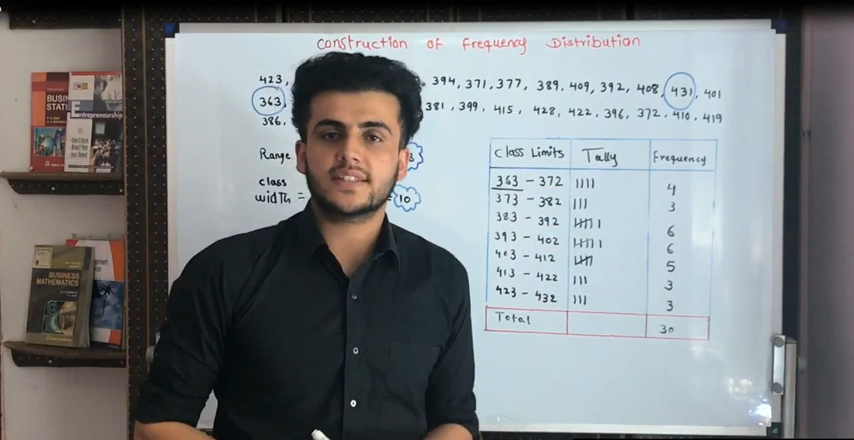 Construction of Frequency Distribution
423, . 394, 371, 377, 389, 409, 392, 408, 431, 401
363, 381, 399, 415, 428, 422, 396, 372, 410, 419
386,
Range
class
width = = 10
Class Limits Tally Frequency
363 - 372 |||| 4
373 - 382 ||| 3
383 - 392 |||| | 6
393 - 402 |||| | 6
403 - 412 |||| 5
413 - 422 ||| 3
423 - 432 ||| 3
Total 30
BUSIN
STATI
Entrepreneurship
BUSINESS
MATHEMATICS